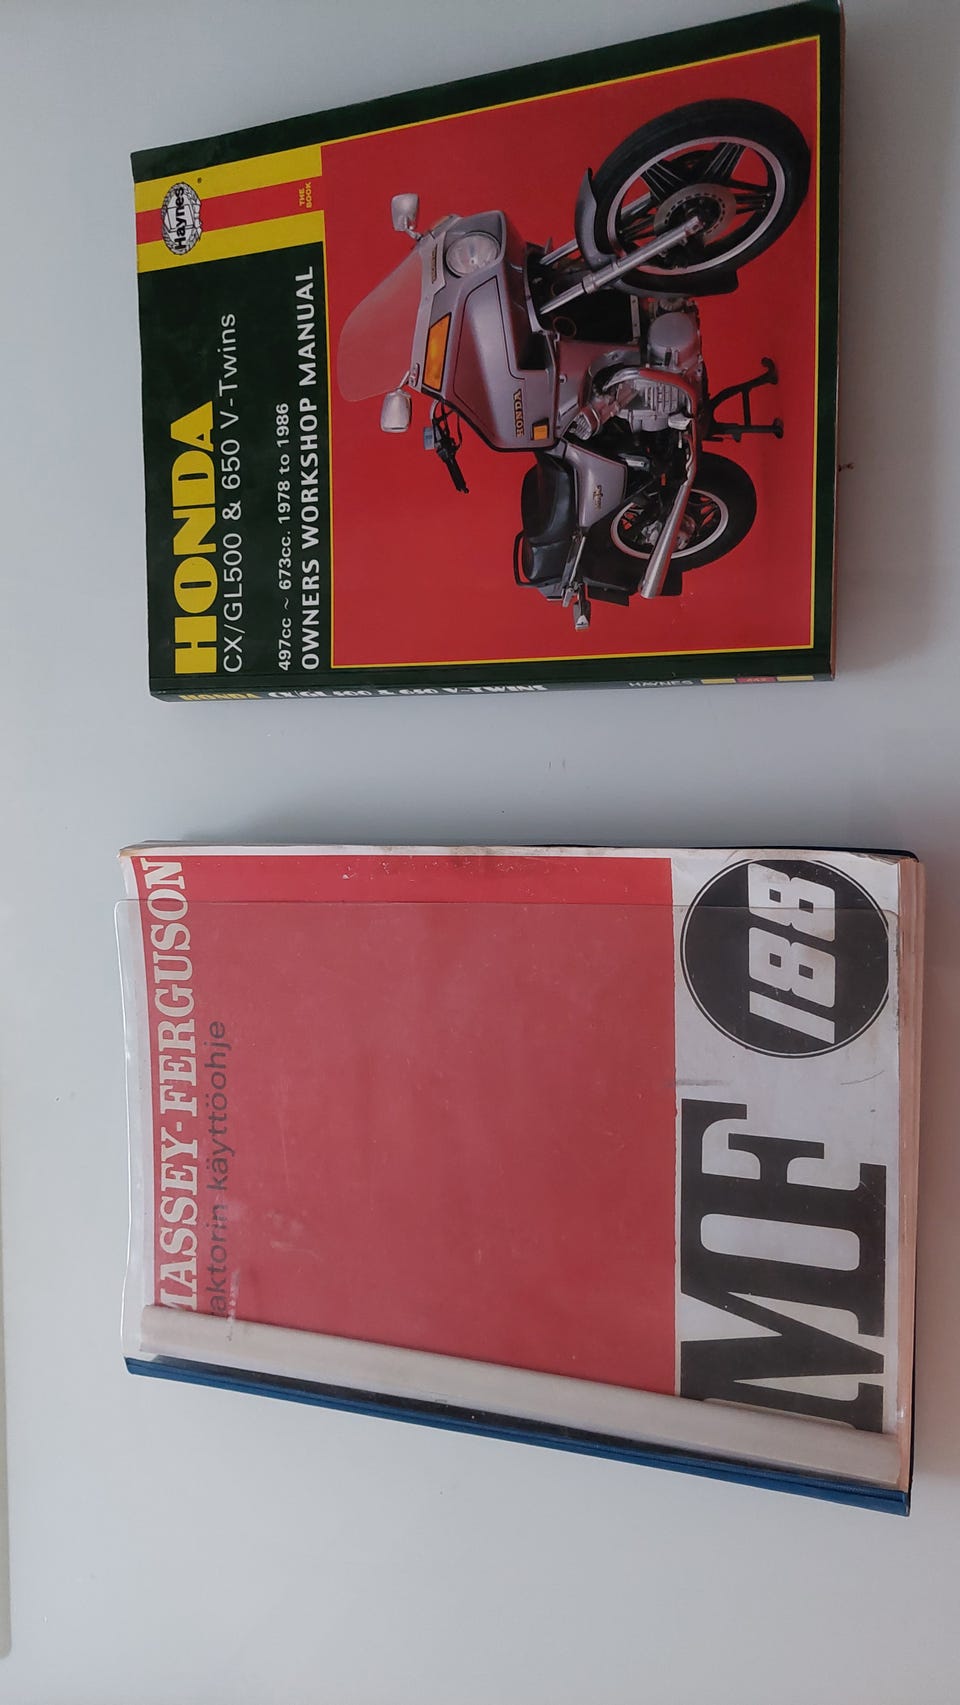 Haynes
®
THE
BOOK
HONDA
CX/GL500 & 650 V-Twins
497cc ~ 673cc. 1978 to 1986
OWNERS WORKSHOP MANUAL
HONDA
HONDA CX/GL 500 & 650 V-TWINS
HAYNES
442
MASSEY-FERGUSON
aktorin käyttöohje
MF
188